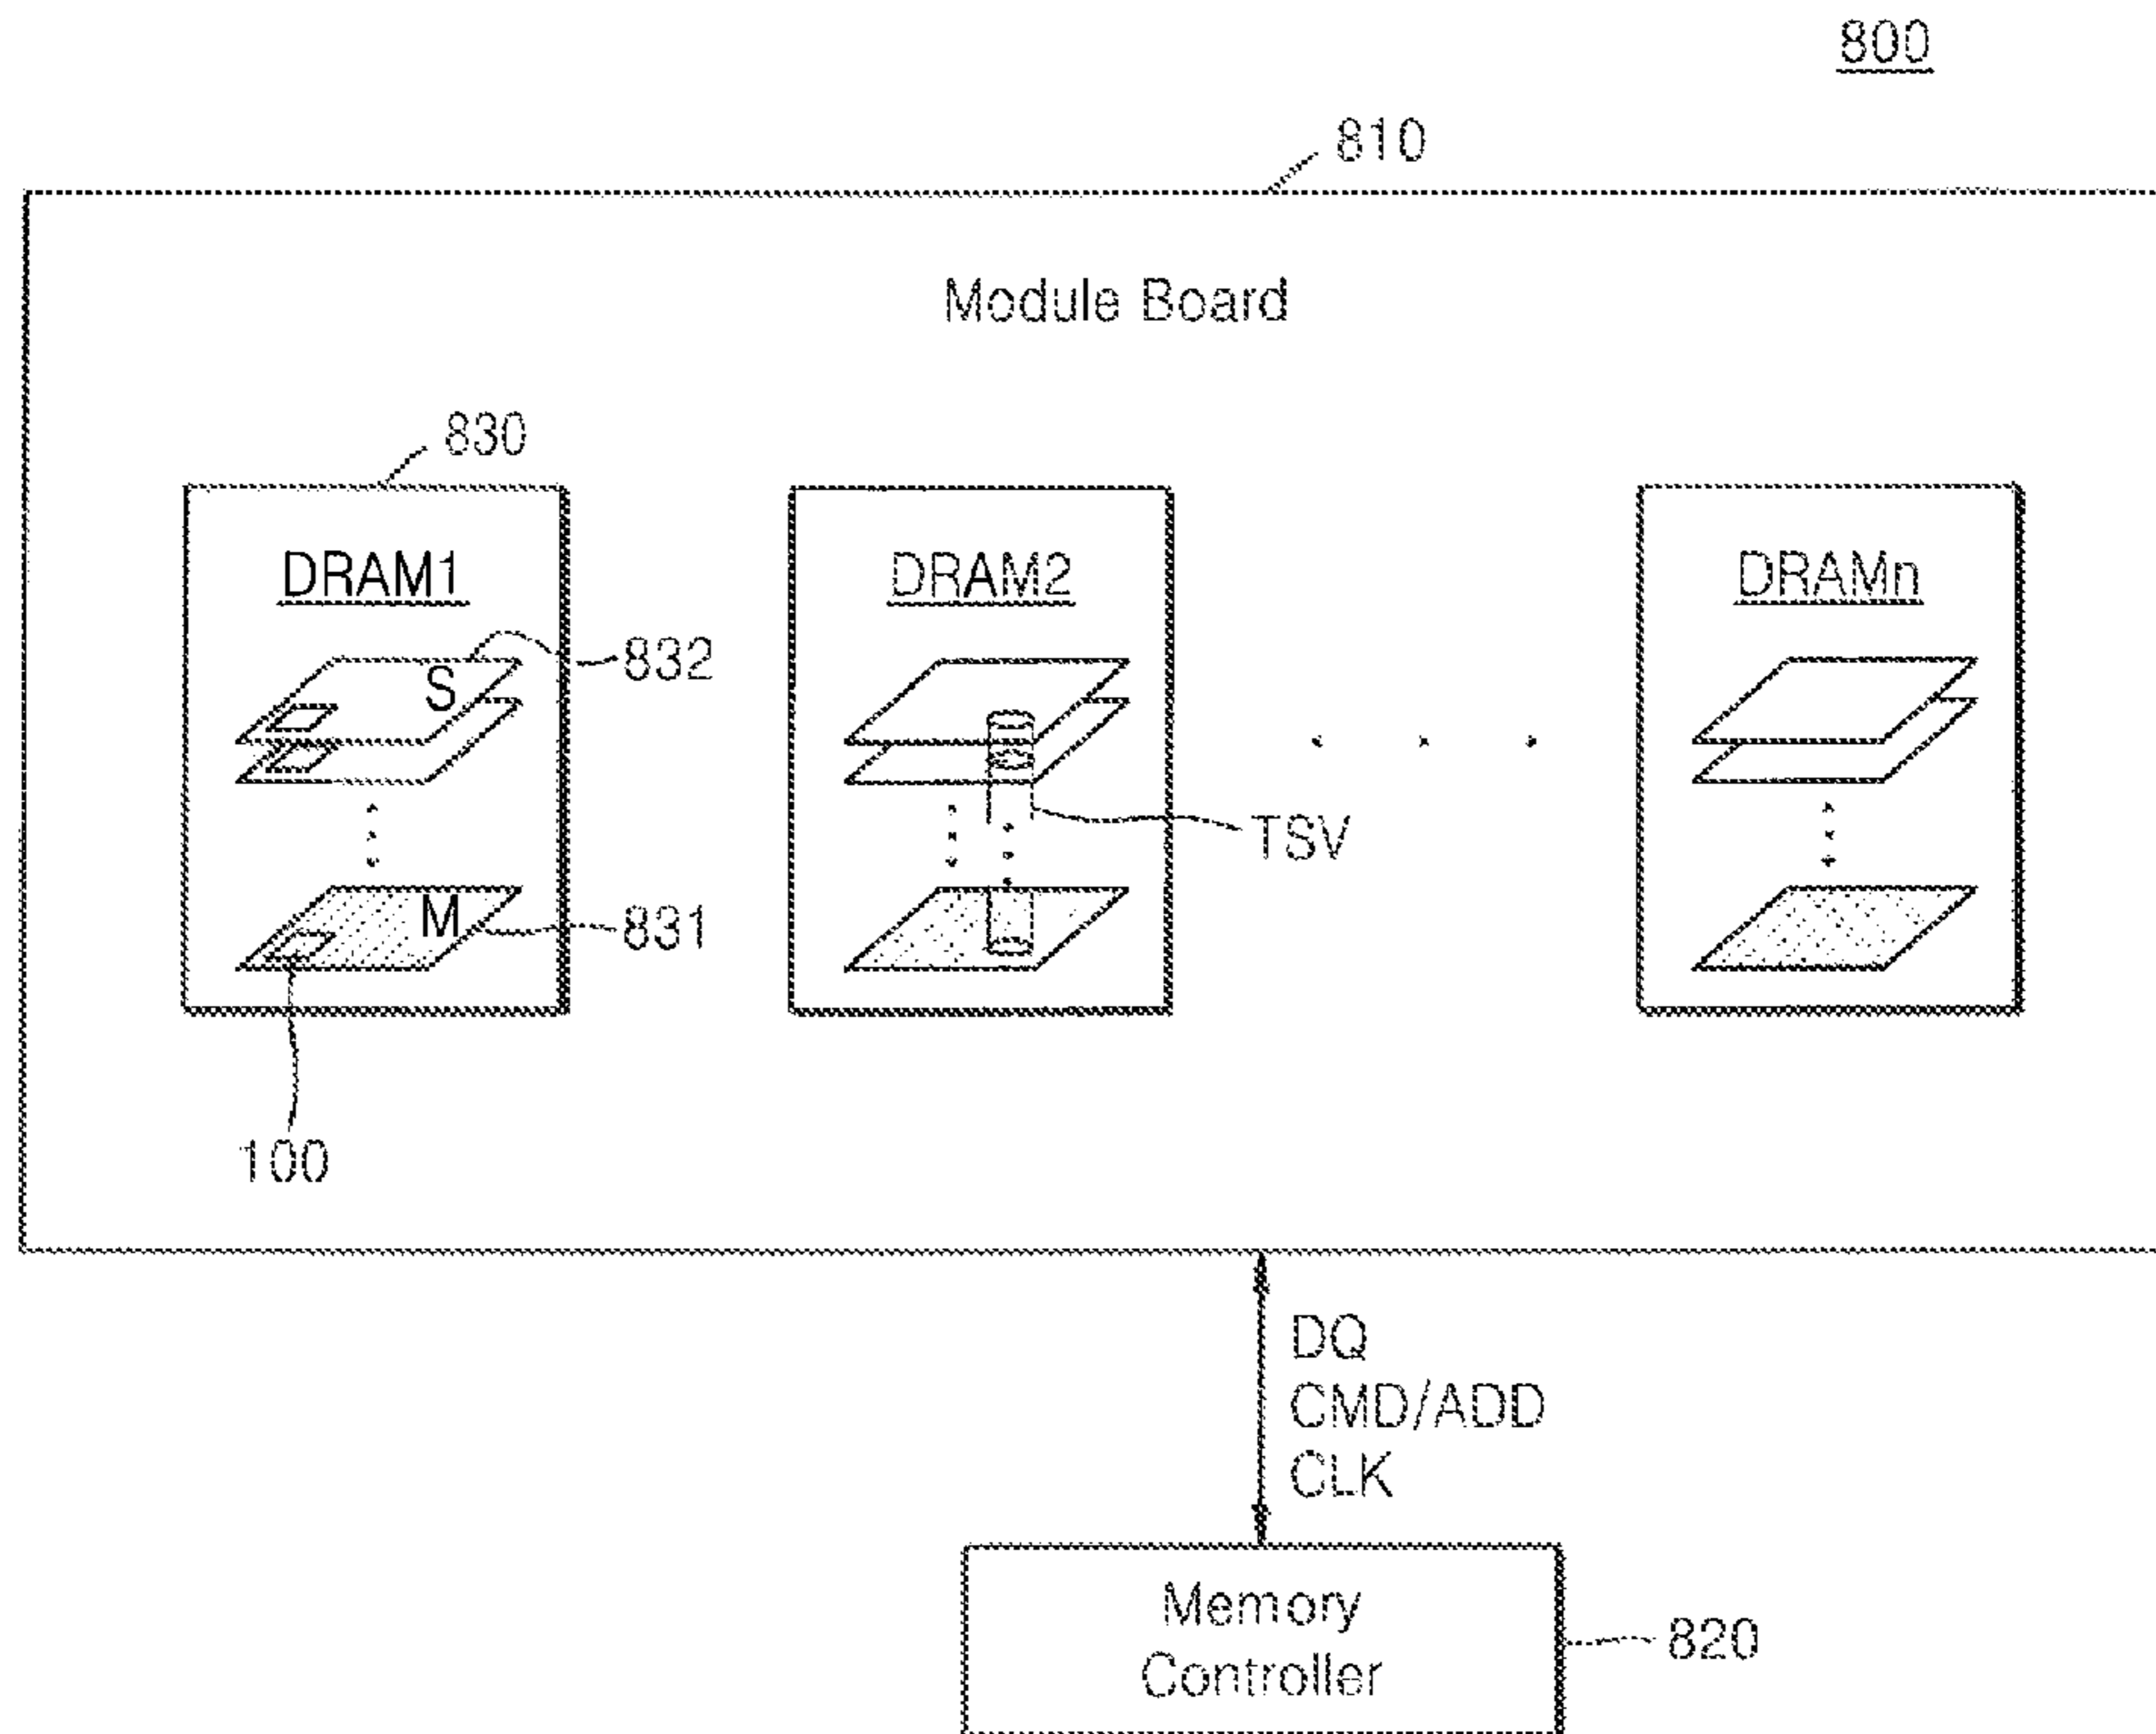 800
810
Module Board
830
DRAM1
DRAM2
DRAMn
S
832
TSV
M
831
100
DQ
CMD/ADD
CLK
Memory
Controller
820